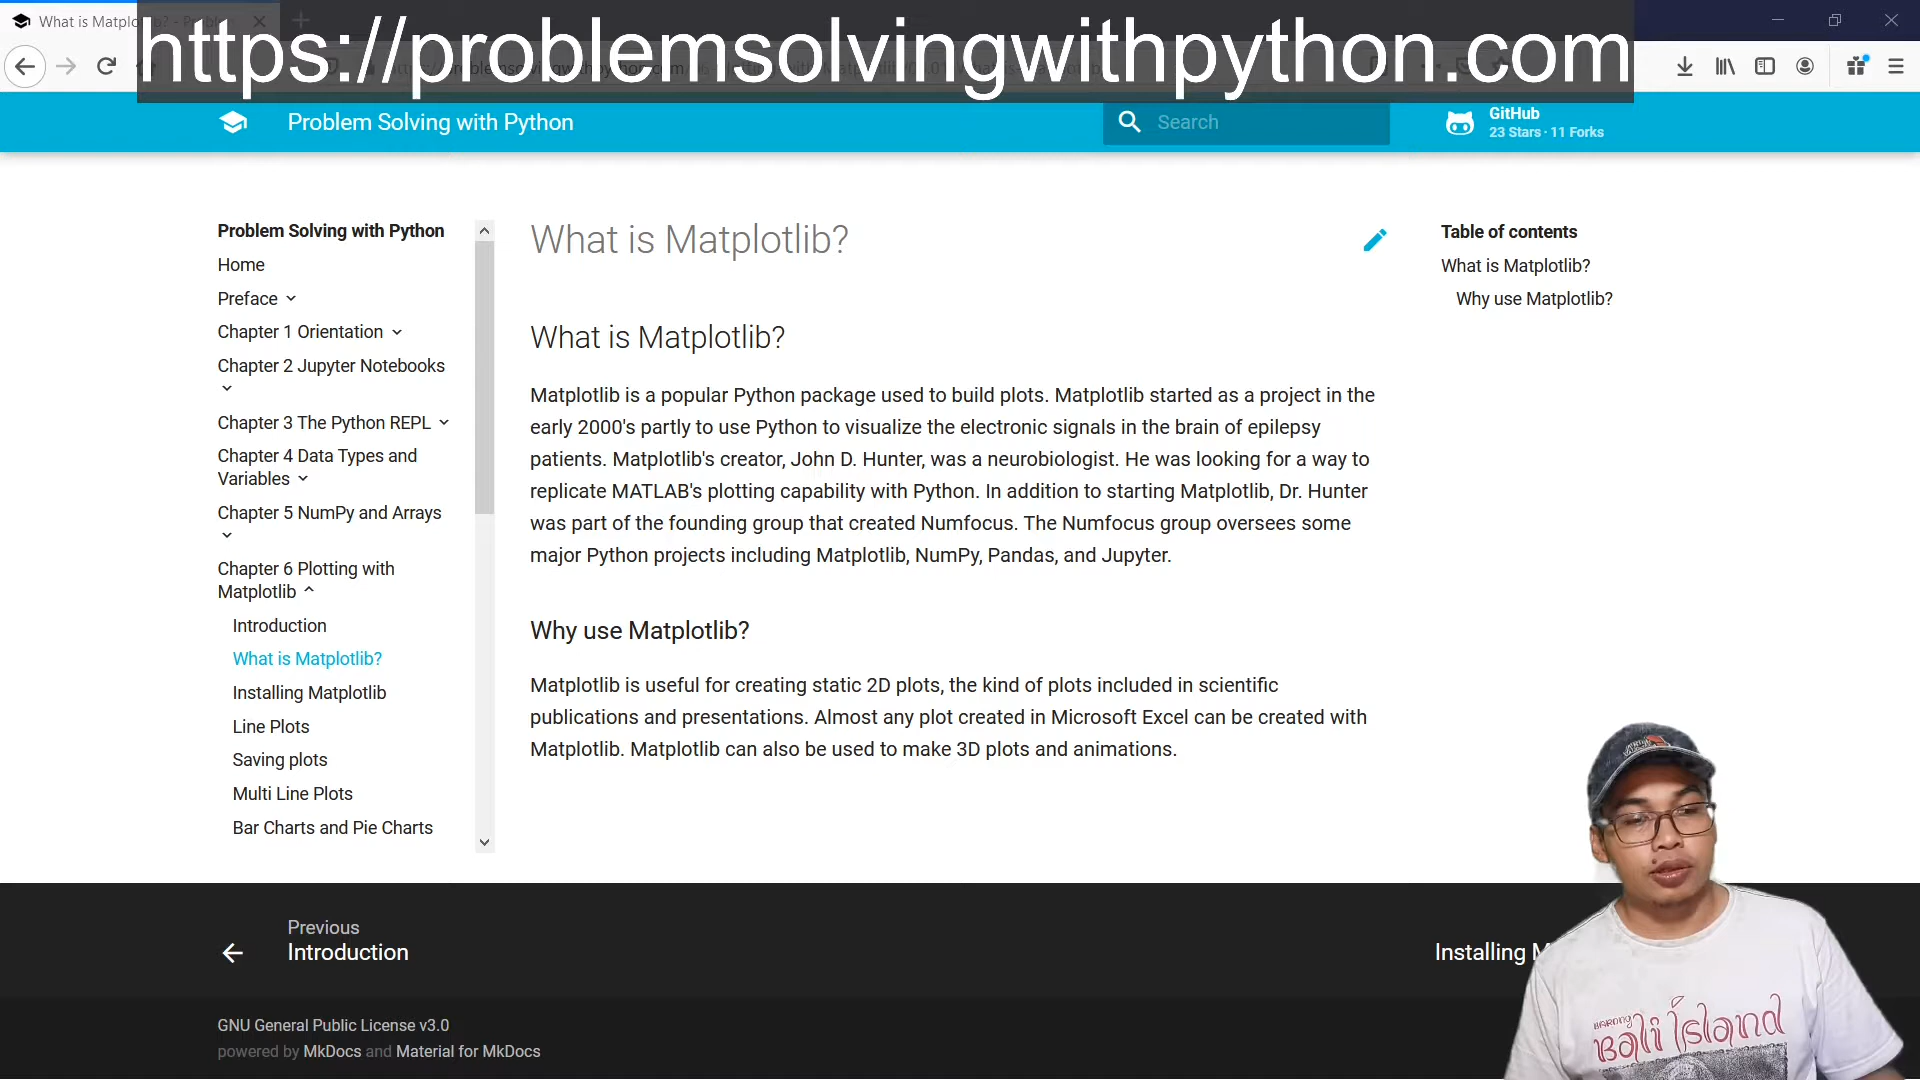 What is Matplo
https://problemsolvingwithpython.com
Problem Solving with Python
Search
GitHub
23 Stars · 11 Forks
Problem Solving with Python
Home
Preface
Chapter 1 Orientation
Chapter 2 Jupyter Notebooks
Chapter 3 The Python REPL
Chapter 4 Data Types and
Variables
Chapter 5 NumPy and Arrays
Chapter 6 Plotting with
Matplotlib
Introduction
What is Matplotlib?
Installing Matplotlib
Line Plots
Saving plots
Multi Line Plots
Bar Charts and Pie Charts
What is Matplotlib?
What is Matplotlib?
Matplotlib is a popular Python package used to build plots. Matplotlib started as a project in the
early 2000's partly to use Python to visualize the electronic signals in the brain of epilepsy
patients. Matplotlib's creator, John D. Hunter, was a neurobiologist. He was looking for a way to
replicate MATLAB's plotting capability with Python. In addition to starting Matplotlib, Dr. Hunter
was part of the founding group that created Numfocus. The Numfocus group oversees some
major Python projects including Matplotlib, NumPy, Pandas, and Jupyter.
Why use Matplotlib?
Matplotlib is useful for creating static 2D plots, the kind of plots included in scientific
publications and presentations. Almost any plot created in Microsoft Excel can be created with
Matplotlib. Matplotlib can also be used to make 3D plots and animations.
Table of contents
What is Matplotlib?
Why use Matplotlib?
Previous
Introduction
Installing M
GNU General Public License v3.0
powered by MkDocs and Material for MkDocs
BARONG
Bali Island